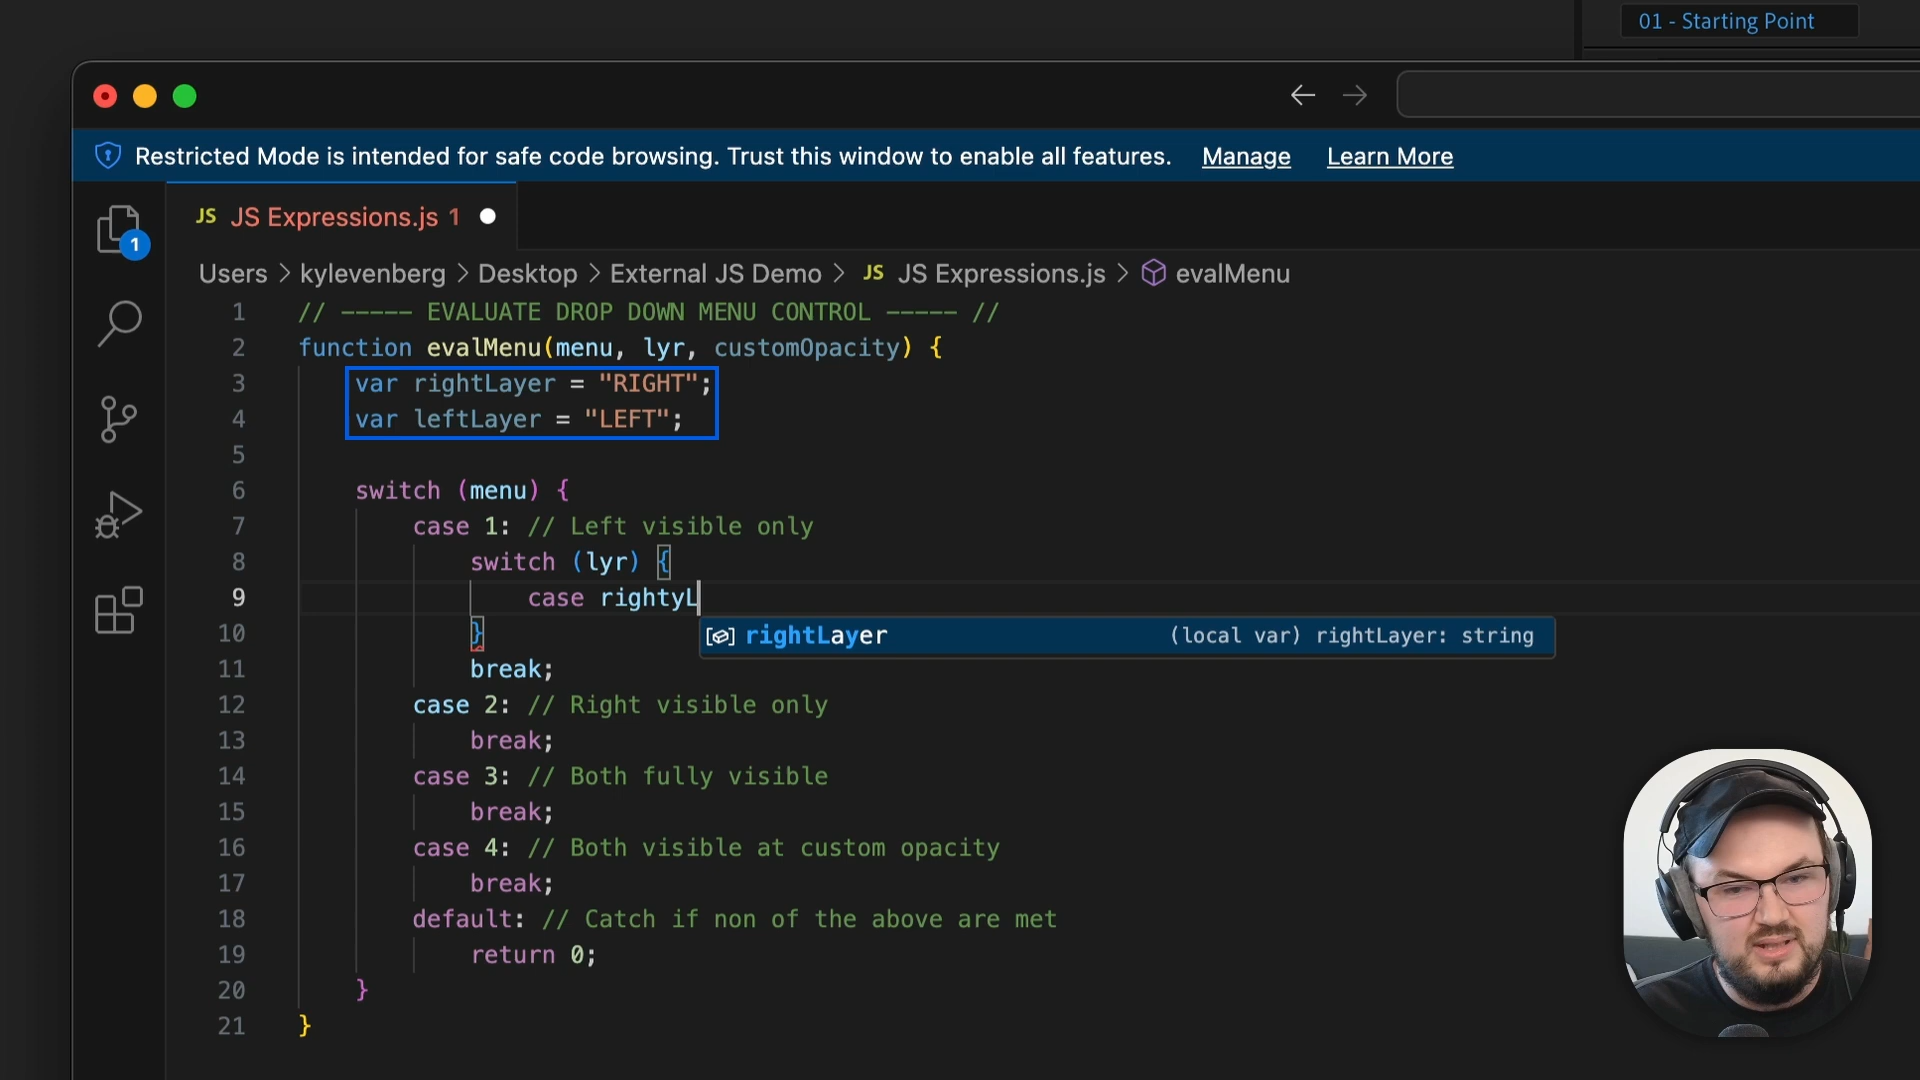 01 - Starting Point
Restricted Mode is intended for safe code browsing. Trust this window to enable all features. Manage Learn More
JS JS Expressions.js 1
1
Users > kylevenberg > Desktop > External JS Demo > JS JS Expressions.js > evalMenu
1 // ----- EVALUATE DROP DOWN MENU CONTROL ----- //
2 function evalMenu(menu, lyr, customOpacity) {
3 var rightLayer = "RIGHT";
4 var leftLayer = "LEFT";
5
6 switch (menu) {
7 case 1: // Left visible only
8 switch (lyr) {
9 case rightyL
10 }
rightLayer (local var) rightLayer: string
11 break;
12 case 2: // Right visible only
13 break;
14 case 3: // Both fully visible
15 break;
16 case 4: // Both visible at custom opacity
17 break;
18 default: // Catch if non of the above are met
19 return 0;
20 }
21 }